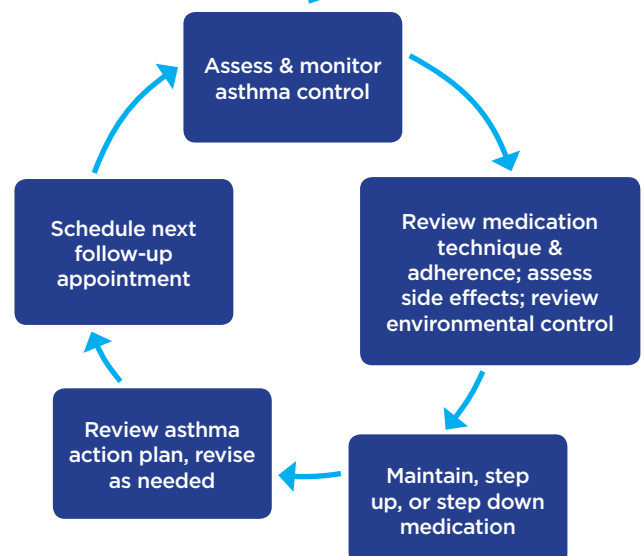 Assess & monitor
asthma control
Review medication
technique &
adherence; assess
side effects; review
environmental control
Maintain, step
up, or step down
medication
Review asthma
action plan, revise
as needed
Schedule next
follow-up
appointment